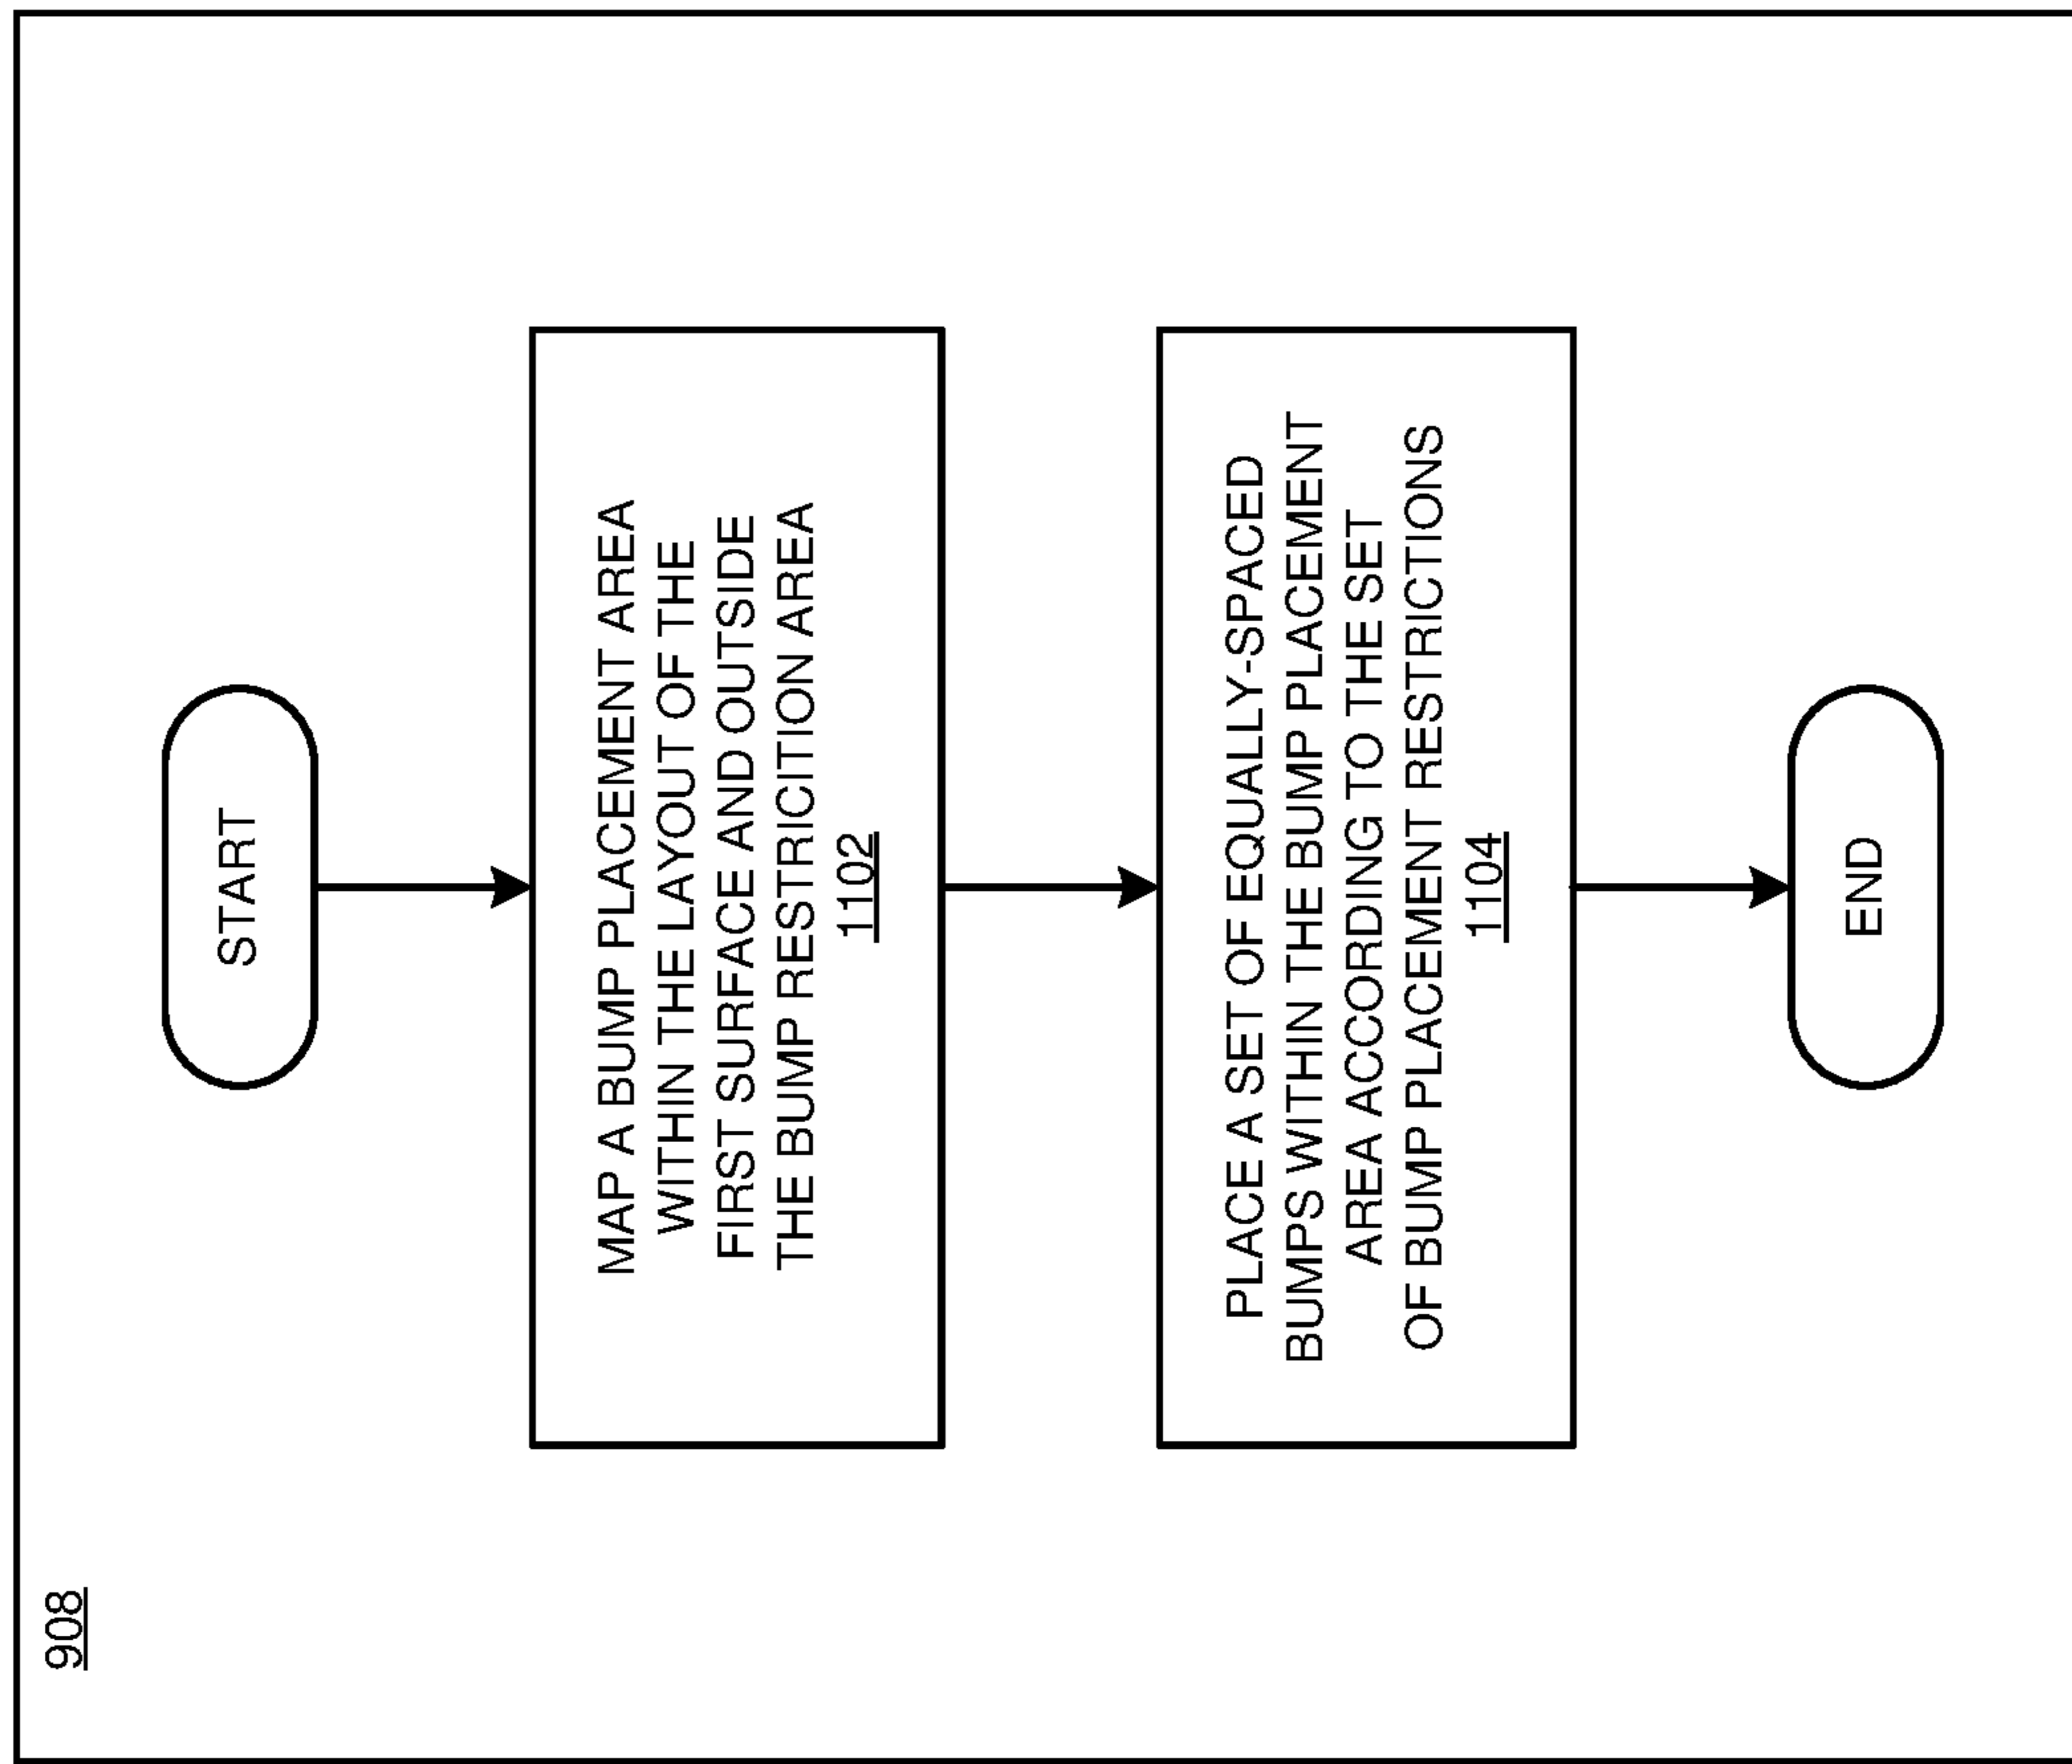 908
START
MAP A BUMP PLACEMENT AREA
WITHIN THE LAYOUT OF THE
FIRST SURFACE AND OUTSIDE
THE BUMP RESTRICITION AREA
1102
PLACE A SET OF EQUALLY-SPACED
BUMPS WITHIN THE BUMP PLACEMENT
AREA ACCORDING TO THE SET
OF BUMP PLACEMENT RESTRICTIONS
1104
END